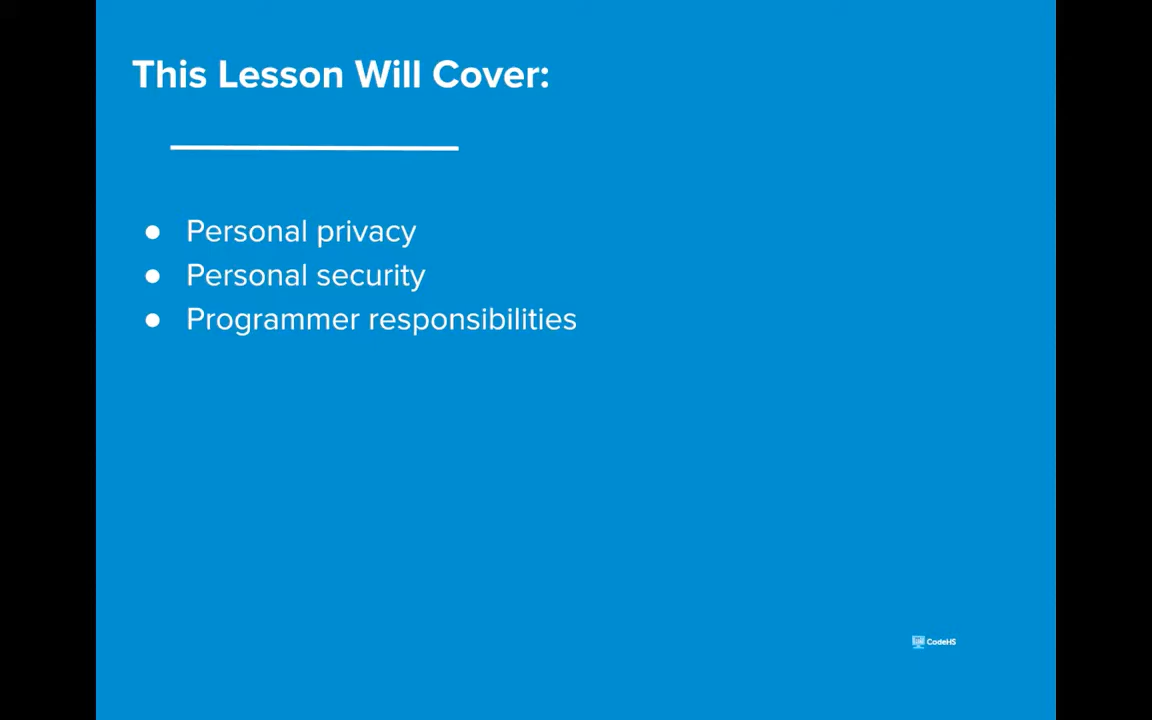 This Lesson Will Cover:
● Personal privacy
● Personal security
● Programmer responsibilities
CodeHS